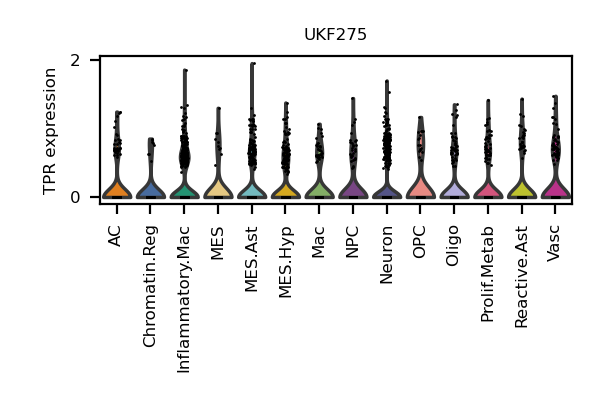 UKF275
TPR expression
2
0
AC
Chromatin.Reg
Inflammatory.Mac
MES
MES.Ast
MES.Hyp
Mac
NPC
Neuron
OPC
Oligo
Prolif.Metab
Reactive.Ast
Vasc